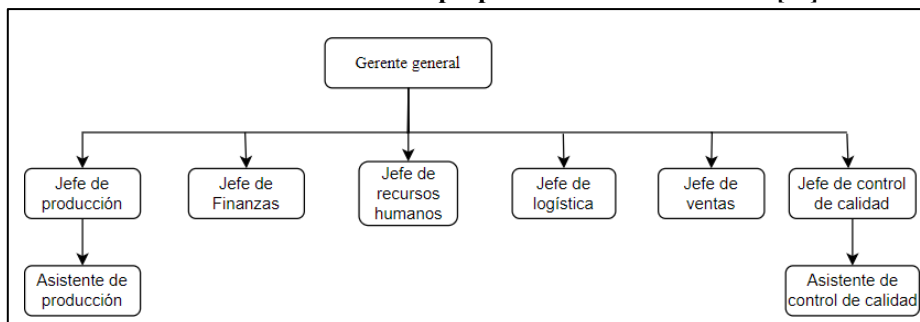 Gerente general
Jefe de
producción
Jefe de
Finanzas
Jefe de
recursos
humanos
Jefe de
logística
Jefe de
ventas
Jefe de control
de calidad
Asistente de
producción
Asistente de
control de calidad